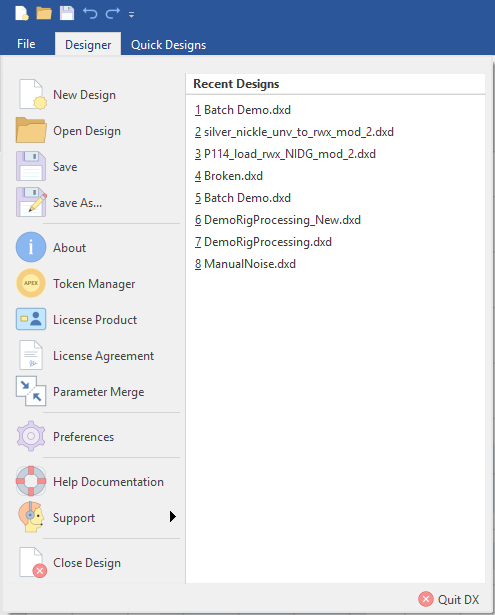 File Designer Quick Designs
New Design
Open Design
Save
Save As...
About
APEX
Token Manager
License Product
License Agreement
Parameter Merge
Preferences
Help Documentation
Support
Close Design
Recent Designs
1 Batch Demo.dxd
2 silver_nickle_unv_to_rwx_mod_2.dxd
3 P114_load_rwx_NIDG_mod_2.dxd
4 Broken.dxd
5 Batch Demo.dxd
6 DemoRigProcessing_New.dxd
7 DemoRigProcessing.dxd
8 ManualNoise.dxd
Quit DX